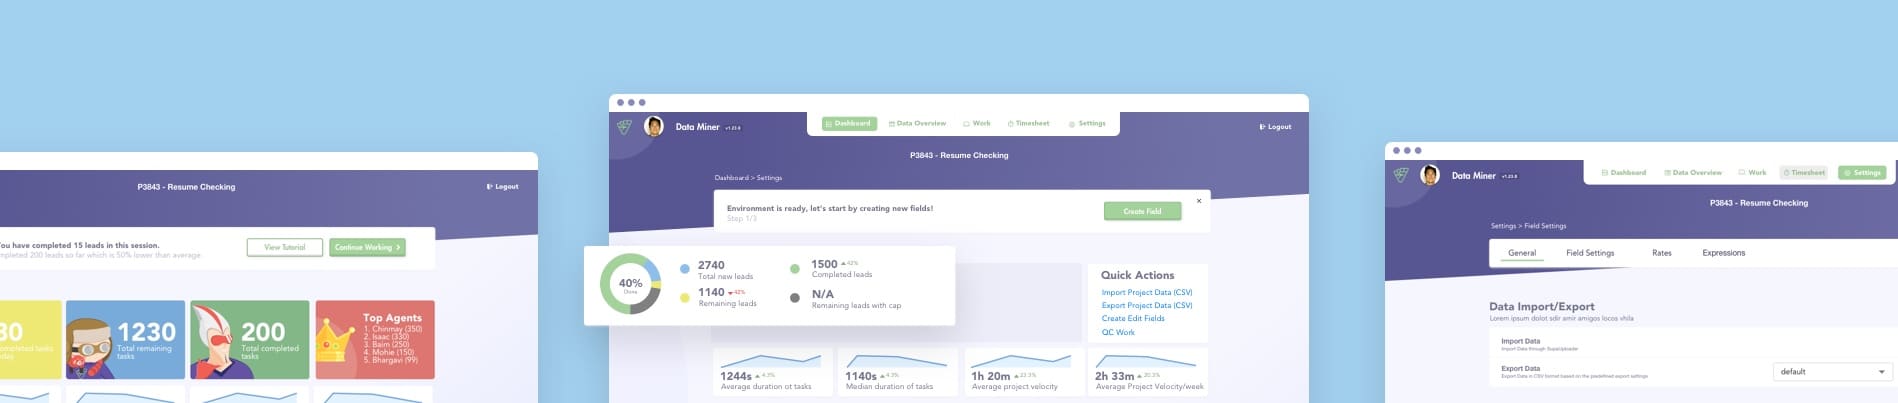 P3843 - Resume Checking
Logout
ou have completed 15 leads in this session.
mpleted 200 leads so far which is 50% lower than average.
View Tutorial
Continue Working
30
ompleted tasks
day
1230
Total remaining
tasks
200
Total completed
tasks
Top Agents
1. Chinmay (350)
2. Isaac (330)
3. Baim (250)
4. Mohie (150)
5. Bhargavi (99)
Data Miner v1.23.8
Dashboard
Data Overview
Work
Timesheet
Settings
Logout
P3843 - Resume Checking
Dashboard > Settings
Environment is ready, let's start by creating new fields!
Step 1/3
Create Field
40%
Done
2740
Total new leads
1500 42%
Completed leads
1140 42%
Remaining leads
N/A
Remaining leads with cap
Quick Actions
Import Project Data (CSV)
Export Project Data (CSV)
Create Edit Fields
QC Work
1244s 4.3%
Average duration of tasks
1140s 4.3%
Median duration of tasks
1h 20m 22.3%
Average project velocity
2h 33m 20.3%
Average Project Velocity/week
Data Miner v1.23.8
Dashboard
Data Overview
Work
Timesheet
Settings
P3843 - Resume Checking
Settings > Field Settings
General
Field Settings
Rates
Expressions
Data Import/Export
Lorem ipsum dolot sdir amir amigos locos vhila
Import Data
Import Data through SupaUploader
Export Data
Export Data in CSV format based on the predefined export settings
default